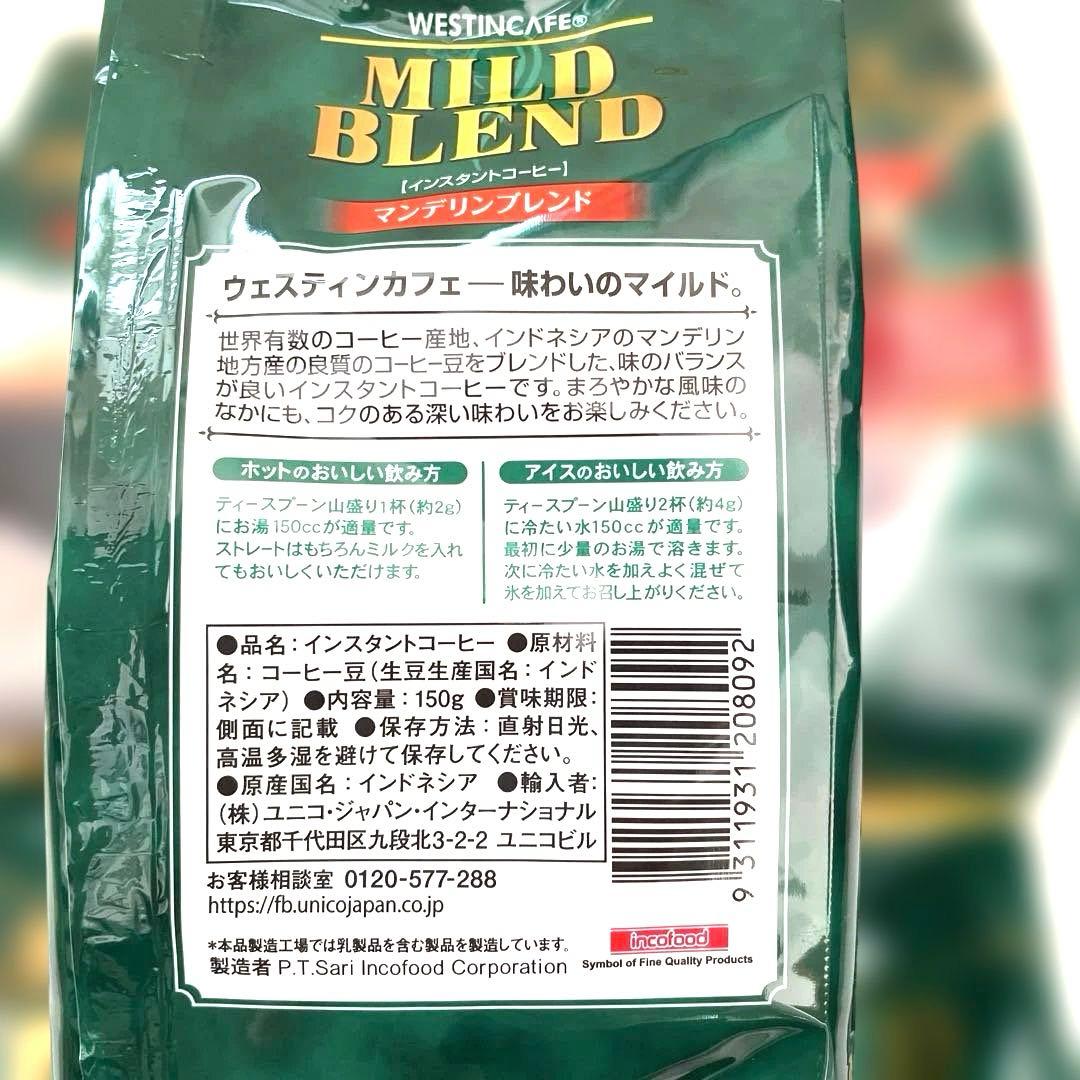 WESTINCAFE®
MILD
BLEND
【インスタントコーヒー】
マンデリンブレンド
ウェスティンカフェ―味わいのマイルド。
世界有数のコーヒー産地、インドネシアのマンデリン
地方産の良質のコーヒー豆をブレンドした、味のバランス
が良いインスタントコーヒーです。まろやかな風味の
なかにも、コクのある深い味わいをお楽しみください。
ホットのおいしい飲み方
ティースプーン山盛り1杯(約2g)
にお湯150ccが適量です。
ストレートはもちろんミルクを入れ
てもおいしくいただけます。
アイスのおいしい飲み方
ティースプーン山盛り2杯(約4g)
に冷たい水150ccが適量です。
最初に少量のお湯で溶きます。
次に冷たい水を加えよく混ぜて
氷を加えてお召し上がりください。
●品名:インスタントコーヒー ●原材料
名:コーヒー豆(生豆生産国名:インド
ネシア) ●内容量:150g ●賞味期限:
側面に記載 ●保存方法:直射日光、
高温多湿を避けて保存してください。
●原産国名:インドネシア ●輸入者:
(株)ユニコ・ジャパン・インターナショナル
東京都千代田区九段北3-2-2 ユニコビル
9 311931 208092
お客様相談室 0120-577-288
https://fb.unicojapan.co.jp
*本品製造工場では乳製品を含む製品を製造しています。
製造者 P.T.Sari Incofood Corporation
incofood
Symbol of Fine Quality Products